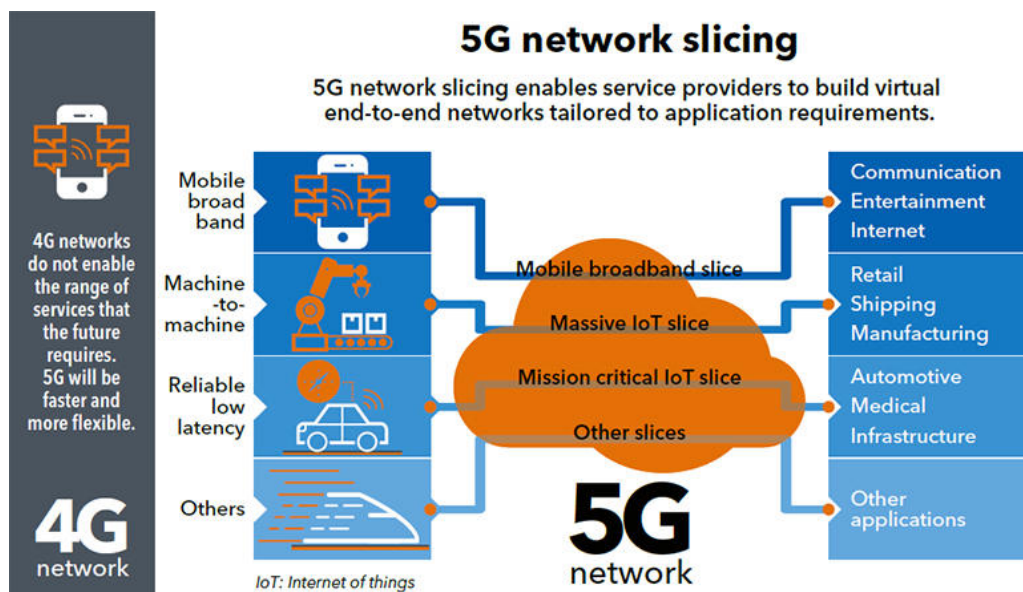 5G network slicing
5G network slicing enables service providers to build virtual
end-to-end networks tailored to application requirements.
4G networks
do not enable
the range of
services that
the future
requires.
5G will be
faster and
more flexible.
4G
network
Mobile
broad
band
Machine
-to-
machine
Reliable
low
latency
Others
Mobile broadband slice
Massive IoT slice
Mission critical IoT slice
Other slices
5G
network
Communication
Entertainment
Internet
Retail
Shipping
Manufacturing
Automotive
Medical
Infrastructure
Other
applications
IoT: Internet of things